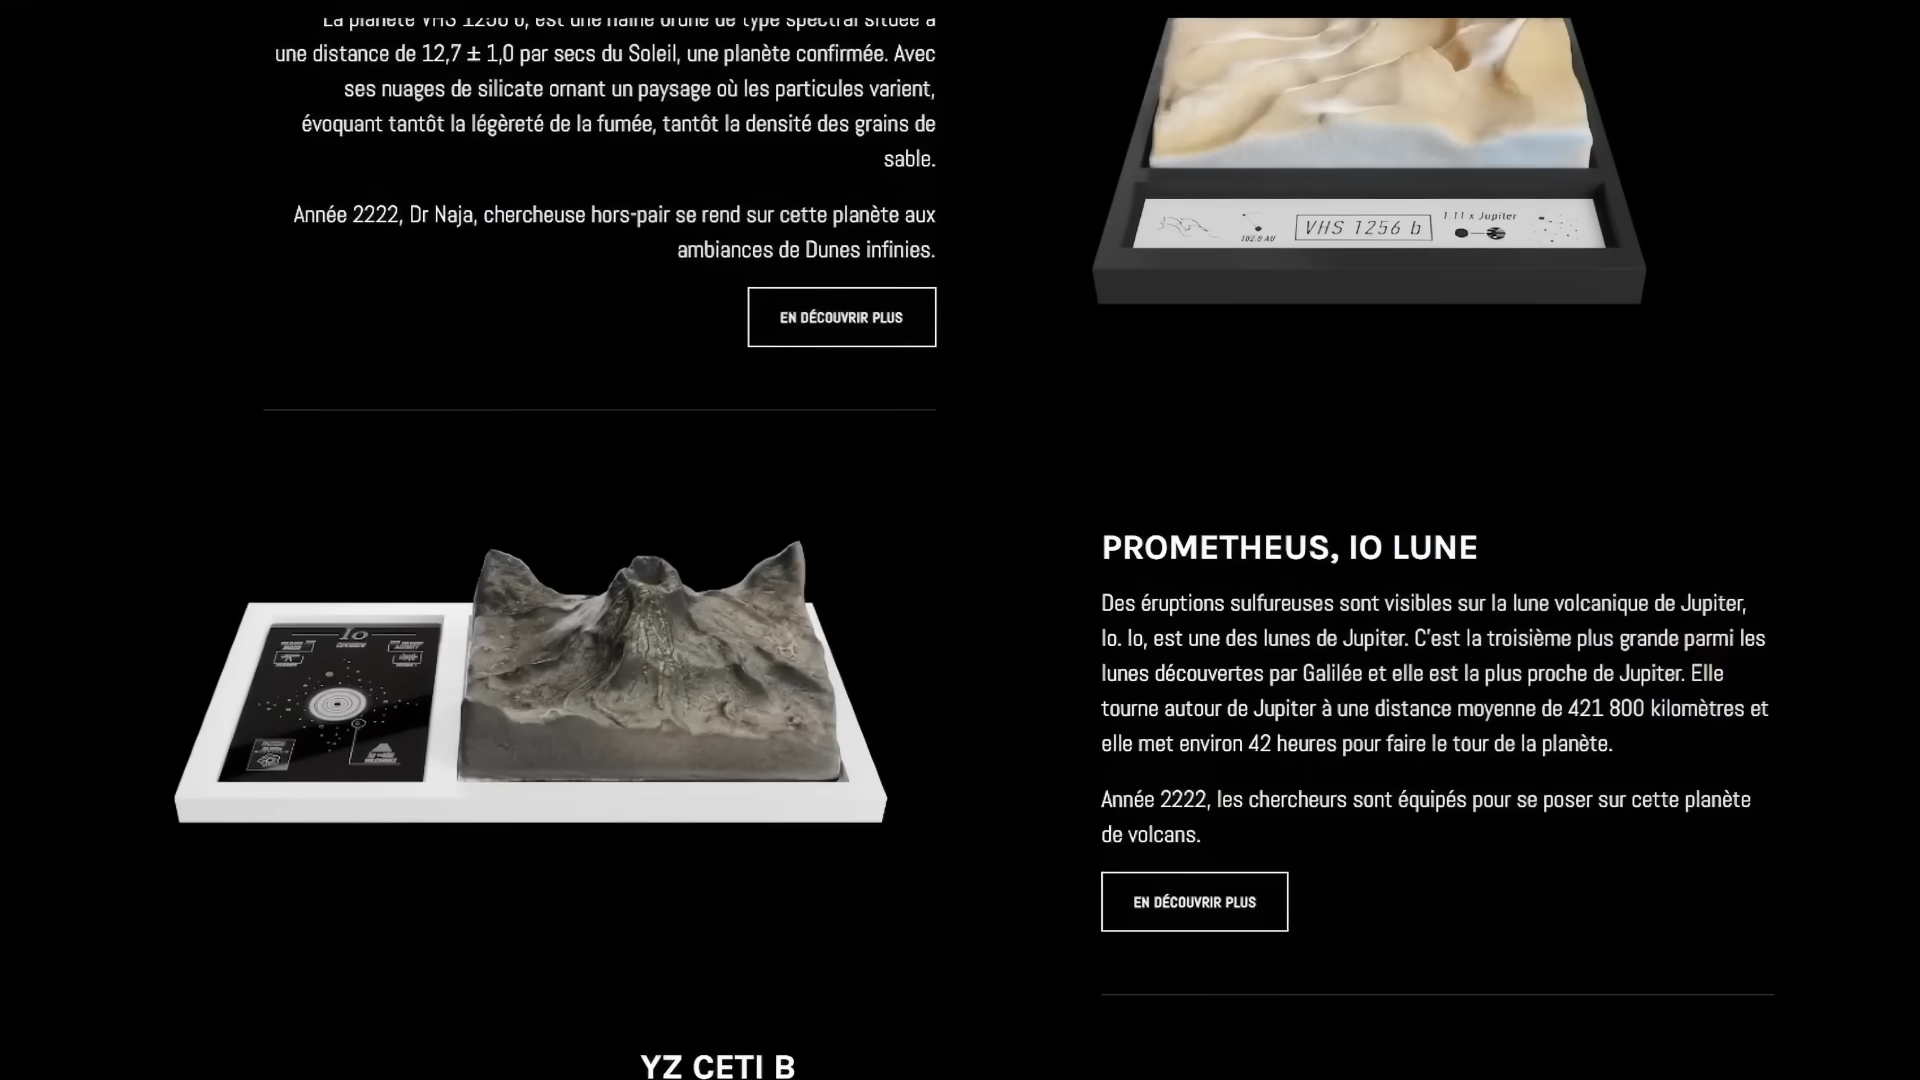 La planète VHS 1256 b, est une naine brune de type spectral située à
une distance de 12,7 ± 1,0 par secs du Soleil, une planète confirmée. Avec
ses nuages de silicate ornant un paysage où les particules varient,
évoquant tantôt la légèreté de la fumée, tantôt la densité des grains de
sable.
Année 2222, Dr Naja, chercheuse hors-pair se rend sur cette planète aux
ambiances de Dunes infinies.
EN DÉCOUVRIR PLUS
162.8 AU
VHS 1256 b
1.11 x Jupiter
Io
PROMETHEUS, IO LUNE
Des éruptions sulfureuses sont visibles sur la lune volcanique de Jupiter,
Io. Io, est une des lunes de Jupiter. C'est la troisième plus grande parmi les
lunes découvertes par Galilée et elle est la plus proche de Jupiter. Elle
tourne autour de Jupiter à une distance moyenne de 421 800 kilomètres et
elle met environ 42 heures pour faire le tour de la planète.
Année 2222, les chercheurs sont équipés pour se poser sur cette planète
de volcans.
EN DÉCOUVRIR PLUS
YZ CETI B